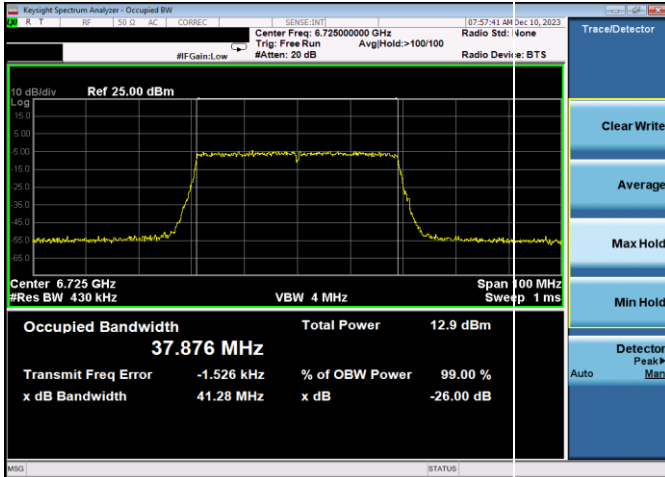 Keysight Spectrum Analyzer - Occupied BW
R T RF 50 Ω AC CORREC SENSE:INT 07:57:41 AM Dec 10, 2023
Center Freq: 6.725000000 GHz Radio Std: None
Trig: Free Run Avg|Hold:>100/100
#IFGain:Low #Atten: 20 dB Radio Device: BTS
Trace/Detector
10 dB/div Ref 25.00 dBm
Log
15.0
5.00
-5.00
-15.0
-25.0
-35.0
-45.0
-55.0
-65.0
Center 6.725 GHz Span 100 MHz
#Res BW 430 kHz VBW 4 MHz Sweep 1 ms
Occupied Bandwidth Total Power 12.9 dBm
37.876 MHz
Transmit Freq Error -1.526 kHz % of OBW Power 99.00 %
x dB Bandwidth 41.28 MHz x dB -26.00 dB
Clear Write
Average
Max Hold
Min Hold
Detector
Peak▶
Auto Man
MSG STATUS